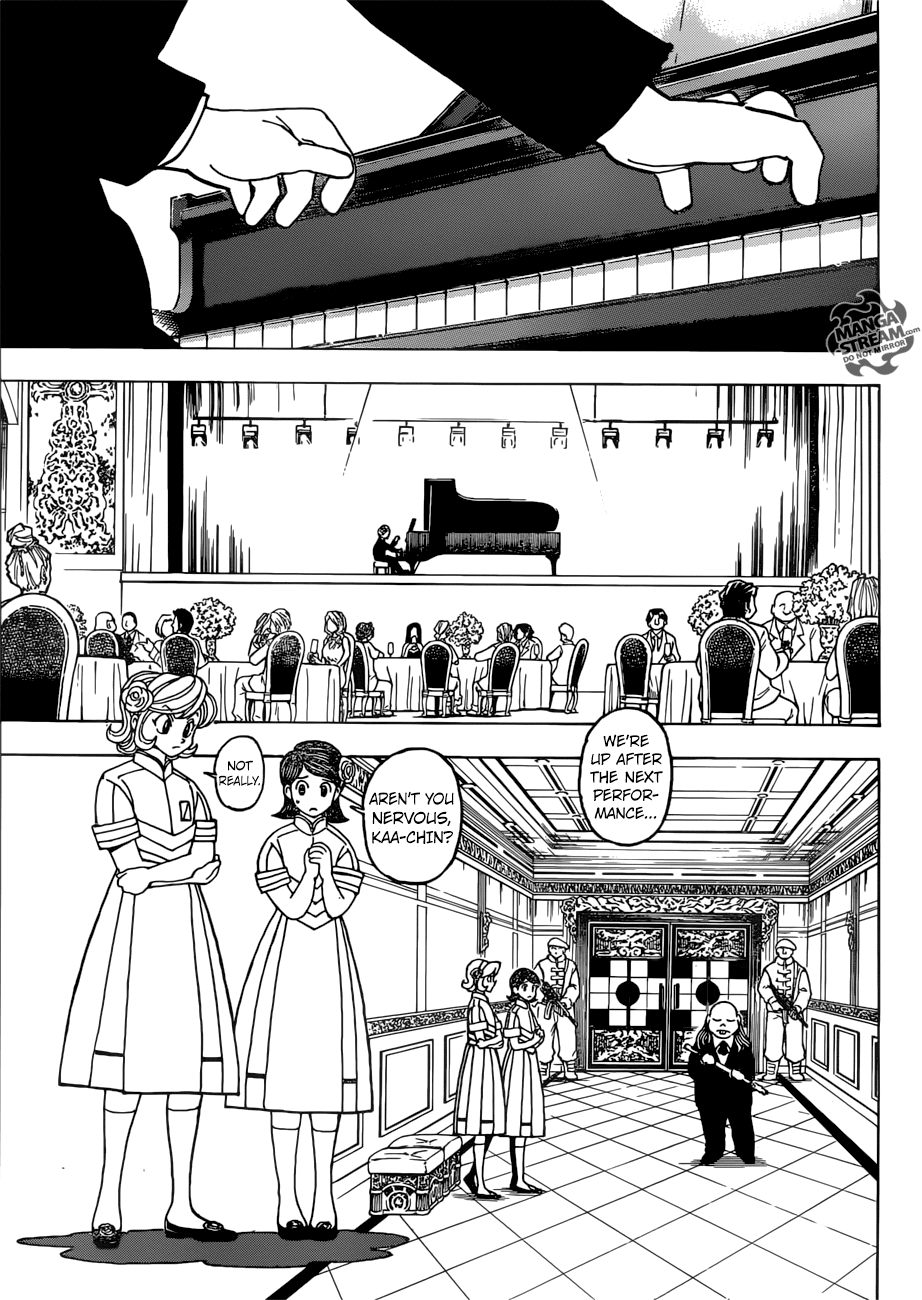 MANGA
STREAM.com
DO NOT MIRROR
WE'RE
UP AFTER
THE NEXT
PERFOR-
MANCE...
AREN'T YOU
NERVOUS,
KAA-CHIN?
NOT
REALLY.